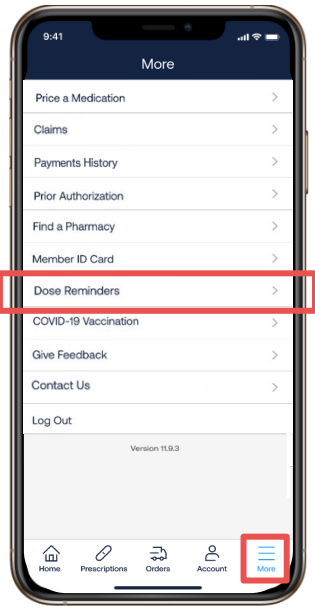 9:41
More
Price a Medication
Claims
Payments History
Prior Authorization
Find a Pharmacy
Member ID Card
Dose Reminders
COVID-19 Vaccination
Give Feedback
Contact Us
Log Out
Version 11.9.3
Home Prescriptions Orders Account More